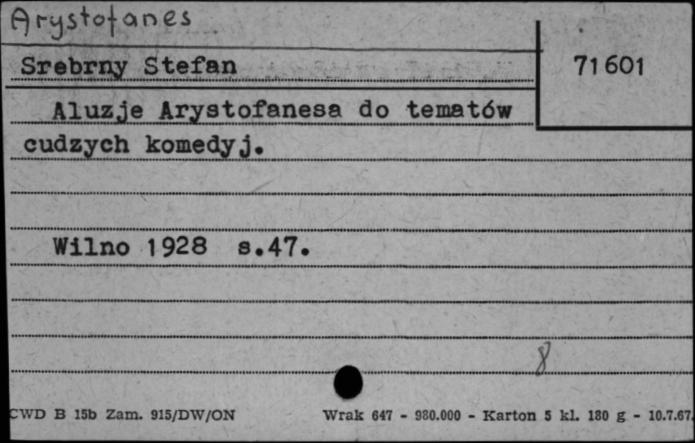 Arystofanes
Srebrny Stefan 71601
Aluzje Arystofanesa do tematów
cudzych komedyj.
Wilno 1928 s.47.
8
CWD B 15b Zam. 915/DW/ON Wrak 647 - 980.000 - Karton 5 kl. 180 g - 10.7.67.